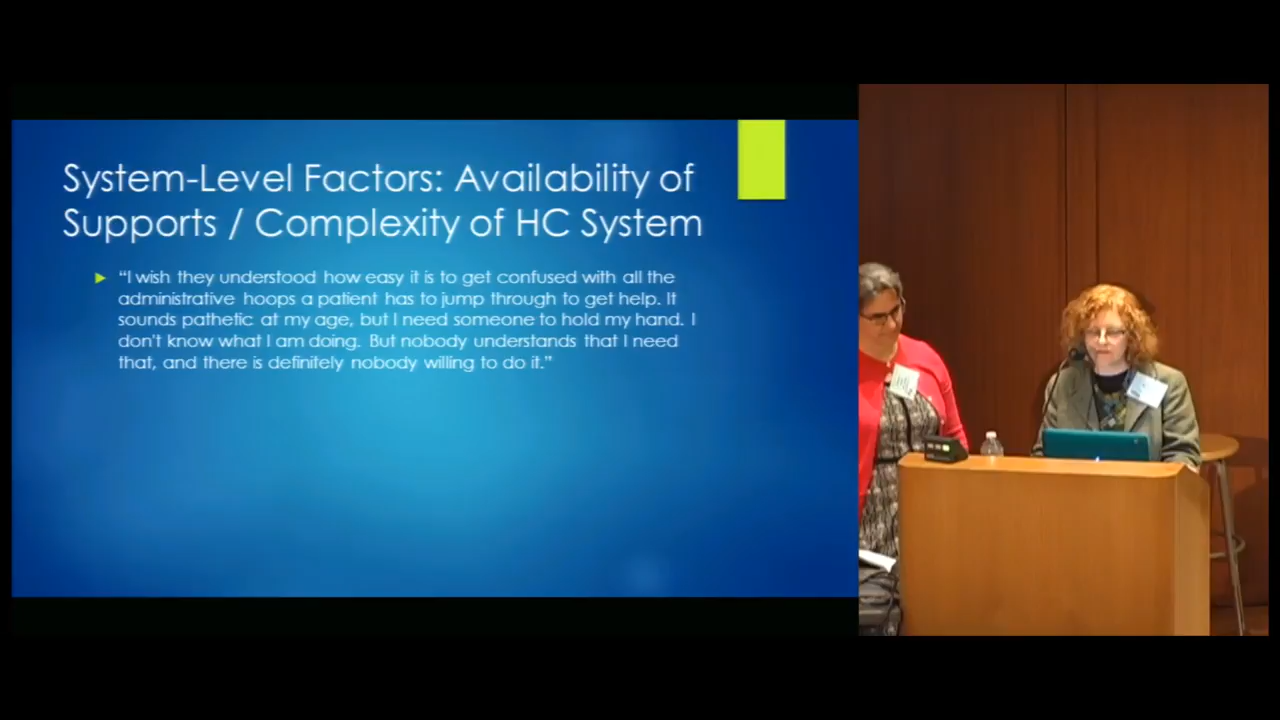 System-Level Factors: Availability of
Supports / Complexity of HC System
“I wish they understood how easy it is to get confused with all the
administrative hoops a patient has to jump through to get help. It
sounds pathetic at my age, but I need someone to hold my hand. I
don't know what I am doing. But nobody understands that I need
that, and there is definitely nobody willing to do it.”